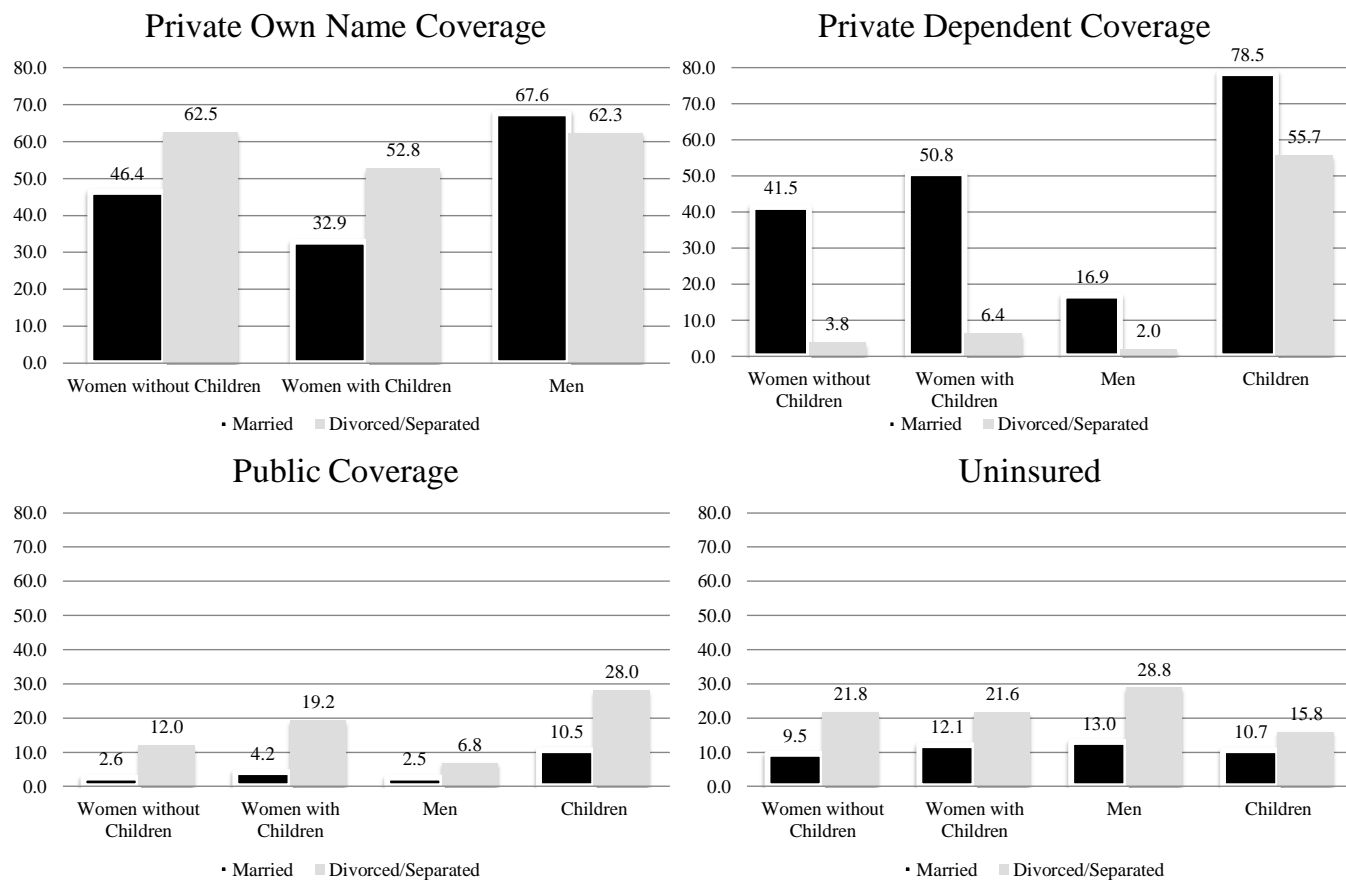 Private Own Name Coverage
80.0
70.0
60.0
50.0
40.0
30.0
20.0
10.0
0.0
46.4
62.5
32.9
52.8
67.6
62.3
Women without Children
Women with Children
Men
Married
Divorced/Separated
Private Dependent Coverage
80.0
70.0
60.0
50.0
40.0
30.0
20.0
10.0
0.0
41.5
3.8
50.8
6.4
16.9
2.0
78.5
55.7
Women without
Children
Women with
Children
Men
Children
Married
Divorced/Separated
Public Coverage
80.0
70.0
60.0
50.0
40.0
30.0
20.0
10.0
0.0
2.6
12.0
4.2
19.2
2.5
6.8
10.5
28.0
Women without
Children
Women with
Children
Men
Children
Married
Divorced/Separated
Uninsured
80.0
70.0
60.0
50.0
40.0
30.0
20.0
10.0
0.0
9.5
21.8
12.1
21.6
13.0
28.8
10.7
15.8
Women without
Children
Women with
Children
Men
Children
Married
Divorced/Separated